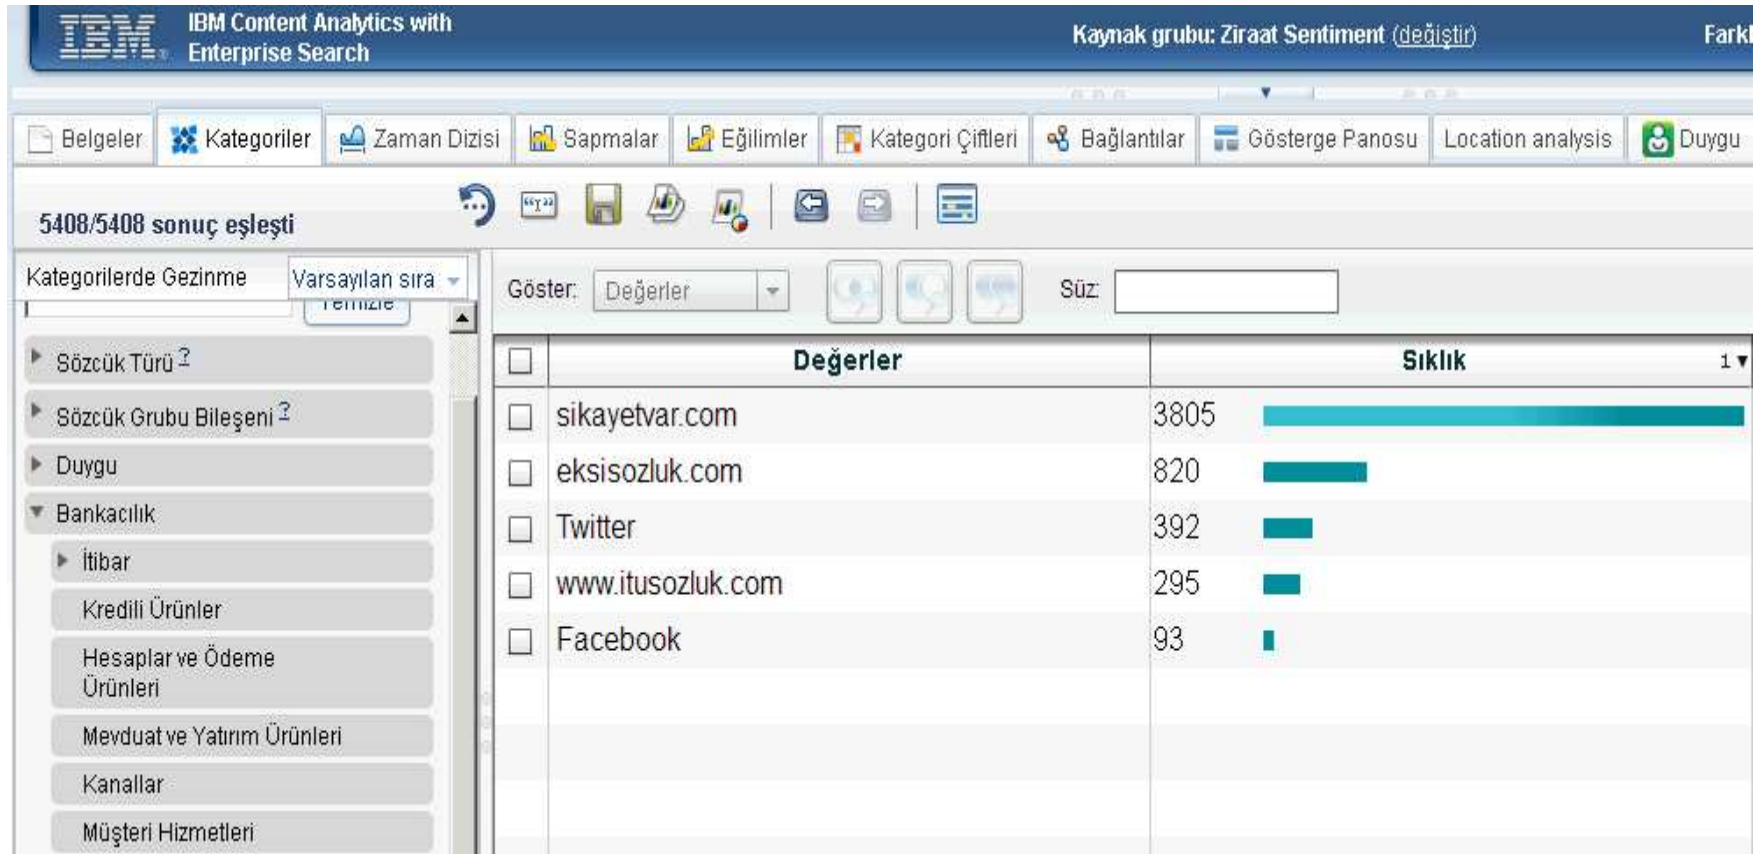 IBM
IBM Content Analytics with
Enterprise Search
Kaynak grubu: Ziraat Sentiment (değiştir)
Belgeler Kategoriler Zaman Dizisi Sapmalar Eğilimler Kategori Çiftleri Bağlantılar Gösterge Panosu Location analysis Duygu
5408/5408 sonuç eşleşti
Kategorilerde Gezinme Varsayılan sıra
Temizle
Göster: Değerler Süz:
Sözcük Türü ?
Sözcük Grubu Bileşeni ?
Duygu
Bankacılık
İtibar
Kredili Ürünler
Hesaplar ve Ödeme
Ürünleri
Mevduat ve Yatırım Ürünleri
Kanallar
Müşteri Hizmetleri
Değerler Sıklık 1
sikayetvar.com 3805
eksisozluk.com 820
Twitter 392
www.itusozluk.com 295
Facebook 93